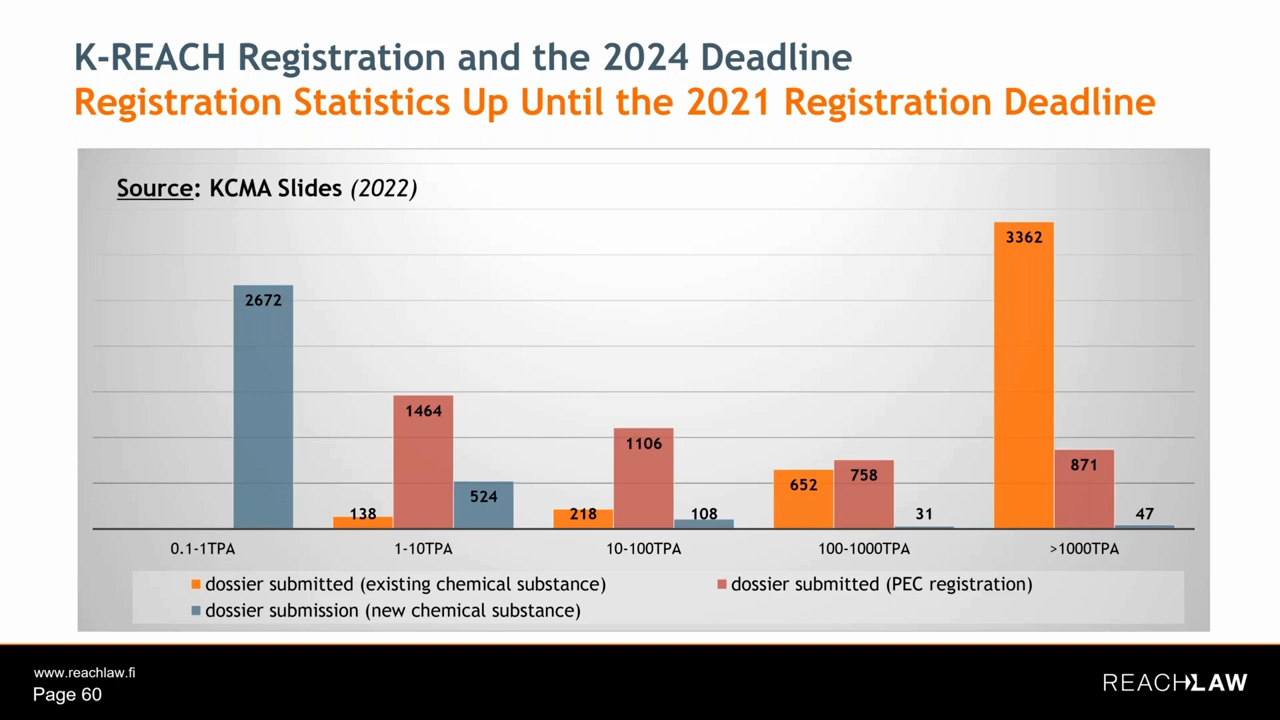 K-REACH Registration and the 2024 Deadline
Registration Statistics Up Until the 2021 Registration Deadline
Source: KCMA Slides (2022)
3362
2672
1464
1106
871
758
652
524
138
218
108
31
47
0.1-1TPA
1-10TPA
10-100TPA
100-1000TPA
>1000TPA
dossier submitted (existing chemical substance)
dossier submitted (PEC registration)
dossier submission (new chemical substance)
www.reachlaw.fi
Page 60
REACHLAW